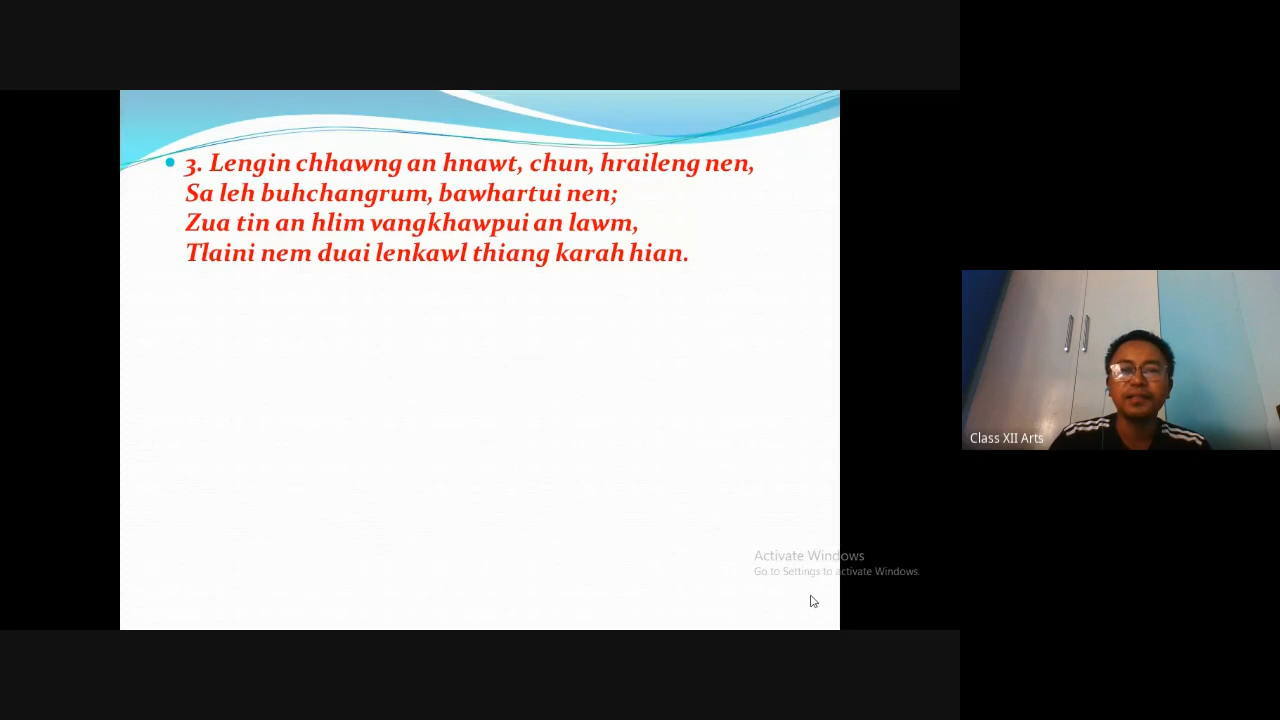 3. Lengin chhawng an hnawt, chun, hraileng nen,
Sa leh buhchangrum, bawhartui nen;
Zua tin an hlim vangkhawpui an lawm,
Tlaini nem duai lenkawl thiang karah hian.
Class XII Arts
Activate Windows
Go to Settings to activate Windows.